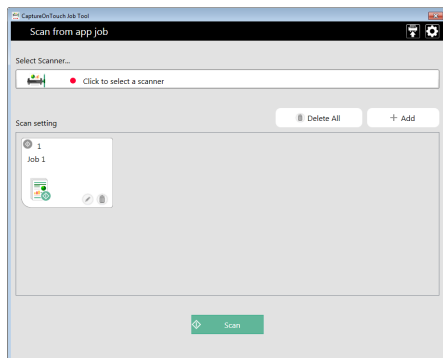 CaptureOnTouch Job Tool
Scan from app job
Select Scanner...
Click to select a scanner
Scan setting
Delete All
+ Add
1
Job 1
Scan